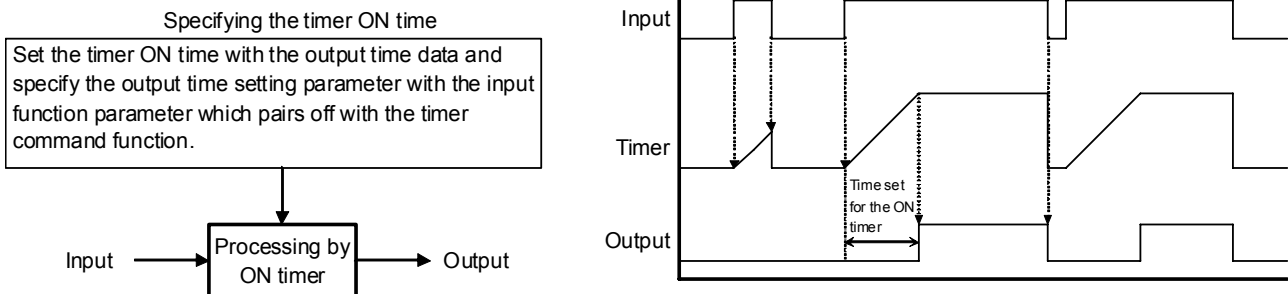 Specifying the timer ON time
Set the timer ON time with the output time data and
specify the output time setting parameter with the input
function parameter which pairs off with the timer
command function.
Input
Processing by
ON timer
Output
Input
Timer
Time set
for the ON
timer
Output